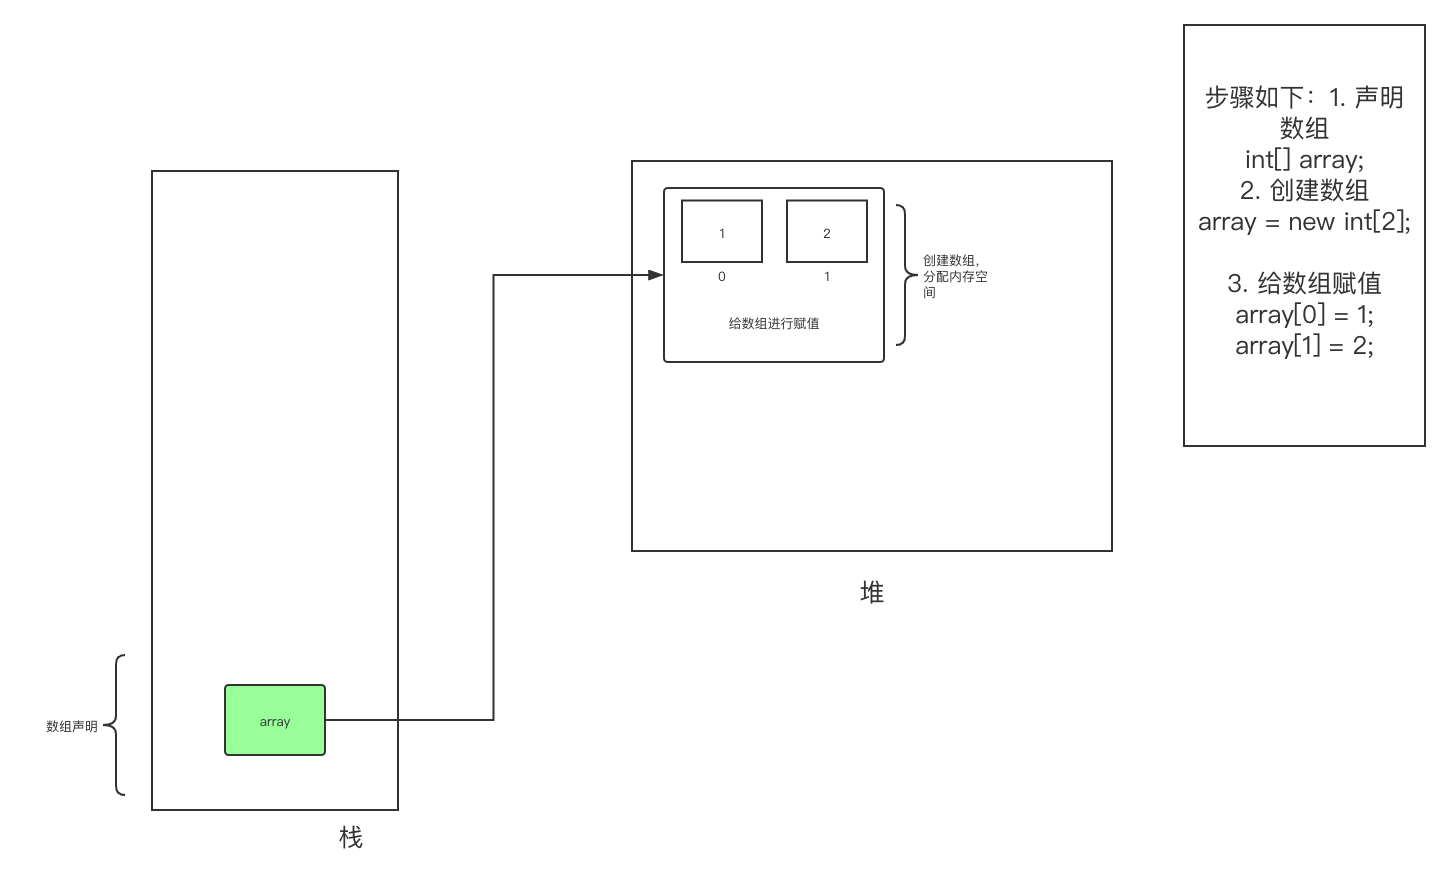 步骤如下：1. 声明
数组
int[] array;
2. 创建数组
array = new int[2];
3. 给数组赋值
array[0] = 1;
array[1] = 2;
1
2
0
1
给数组进行赋值
创建数组，
分配内存空
间
堆
数组声明
array
栈